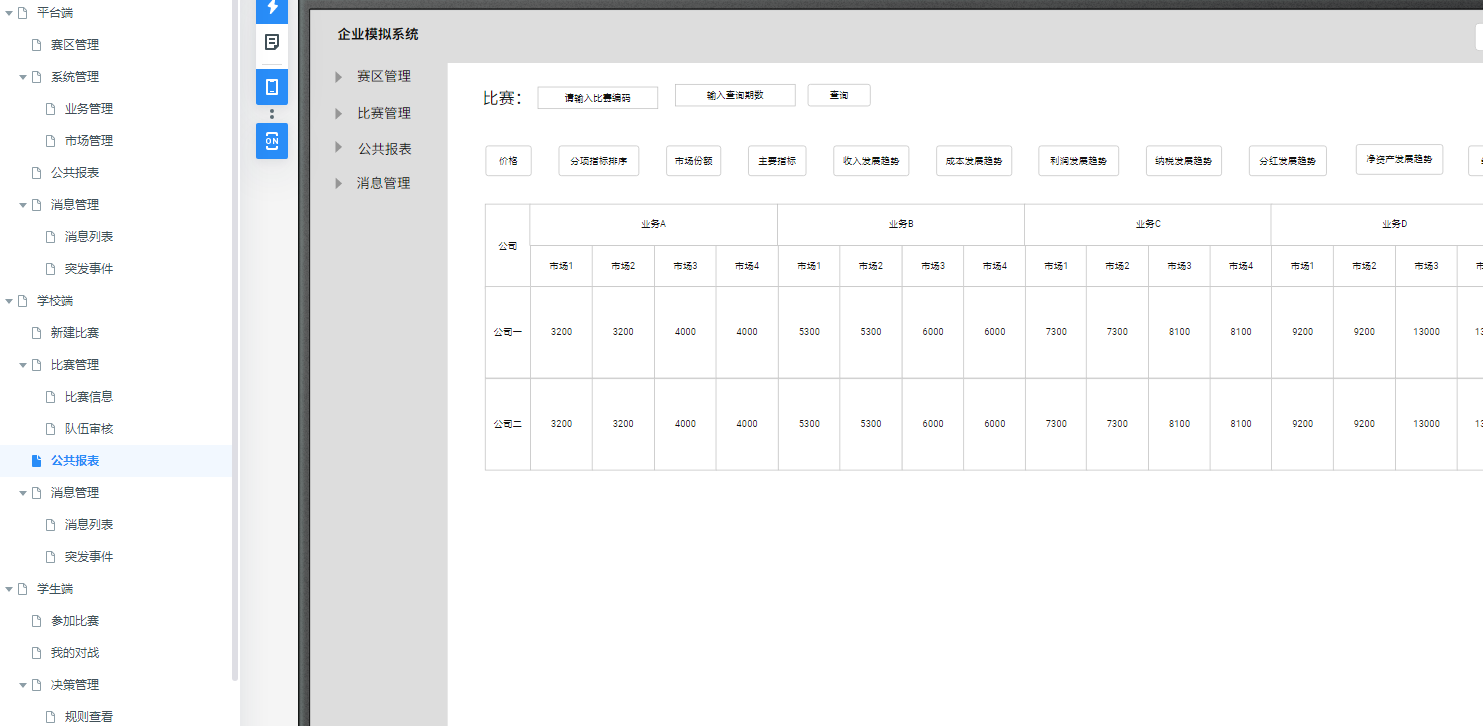 平台端
赛区管理
系统管理
业务管理
市场管理
公共报表
消息管理
消息列表
突发事件
学校端
新建比赛
比赛管理
比赛信息
队伍审核
公共报表
消息管理
消息列表
突发事件
学生端
参加比赛
我的对战
决策管理
规则查看
ON
企业模拟系统
赛区管理
比赛管理
公共报表
消息管理
比赛： 请输入比赛编码 输入查询期数 查询
价格 分项指标排序 市场份额 主要指标 收入发展趋势 成本发展趋势 利润发展趋势 纳税发展趋势 分红发展趋势 净资产发展趋势
公司 业务A 业务B 业务C 业务D
市场1 市场2 市场3 市场4 市场1 市场2 市场3 市场4 市场1 市场2 市场3 市场4 市场1 市场2 市场3
公司一 3200 3200 4000 4000 5300 5300 6000 6000 7300 7300 8100 8100 9200 9200 13000
公司二 3200 3200 4000 4000 5300 5300 6000 6000 7300 7300 8100 8100 9200 9200 13000